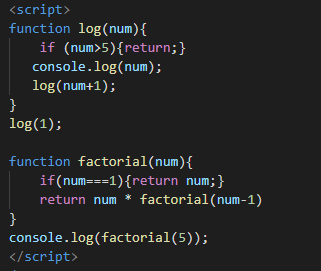 <script>
function log(num){
    if (num>5){return;}
   console.log(num);
   log(num+1);
}
log(1);

function factorial(num){
    if(num===1){return num;}
    return num * factorial(num-1)
}
console.log(factorial(5));
</script>